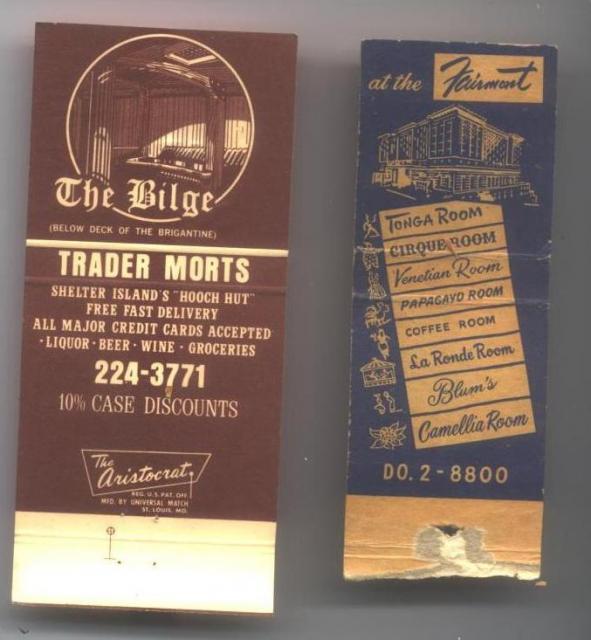 The Bilge
(BELOW DECK OF THE BRIGANTINE)
TRADER MORTS
SHELTER ISLAND'S "HOOCH HUT"
FREE FAST DELIVERY
ALL MAJOR CREDIT CARDS ACCEPTED
·LIQUOR·BEER·WINE·GROCERIES
224-3771
10% CASE DISCOUNTS
The
Aristocrat
REG. U.S. PAT. OFF.
MFD. BY UNIVERSAL MATCH
ST. LOUIS, MO.
at the Fairmont
TONGA ROOM
CIRQUE ROOM
Venetian Room
PAPAGAYO ROOM
COFFEE ROOM
La Ronde Room
Blum's
Camellia Room
DO. 2-8800